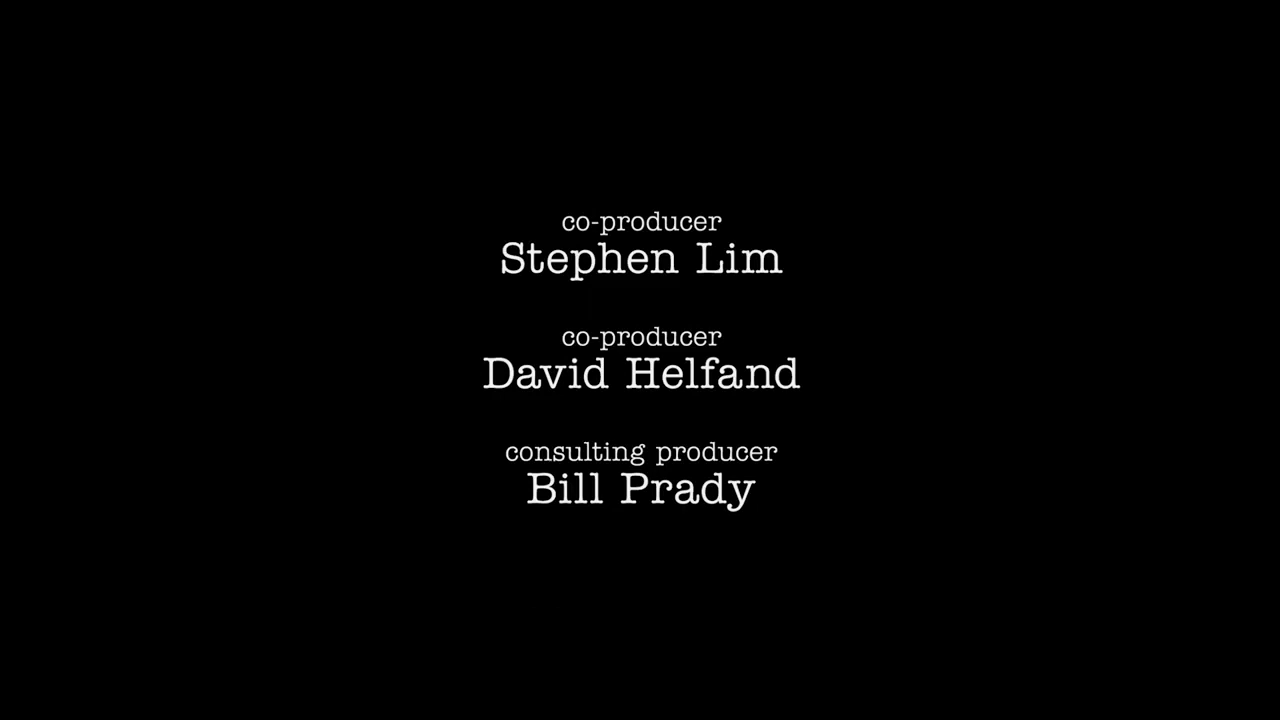 co-producer
Stephen Lim
co-producer
David Helfand
consulting producer
Bill Prady